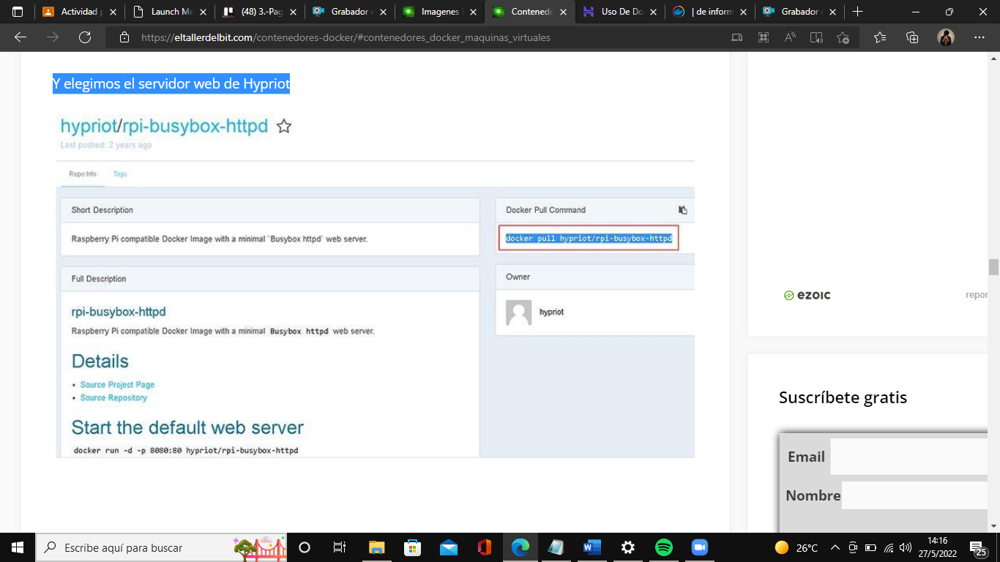 Actividad p
Launch Me
(48) 3.-Pag
Grabador d
Imagenes
Contenedo
Uso De Do
| de inform
Grabador d
https://eltallerdelbit.com/contenedores-docker/#contenedores_docker_maquinas_virtuales
Y elegimos el servidor web de Hypriot
hypriot/rpi-busybox-httpd
Last pushed: 2 years ago
Repo Info
Tags
Short Description
Raspberry Pi compatible Docker Image with a minimal `Busybox httpd` web server.
Docker Pull Command
docker pull hypriot/rpi-busybox-httpd
Full Description
rpi-busybox-httpd
Raspberry Pi compatible Docker Image with a minimal Busybox httpd web server.
Details
• Source Project Page
• Source Repository
Start the default web server
docker run -d -p 8080:80 hypriot/rpi-busybox-httpd
Owner
hypriot
ezoic
repor
Suscríbete gratis
Email
Nombre
Escribe aquí para buscar
26°C
14:16
27/5/2022
25